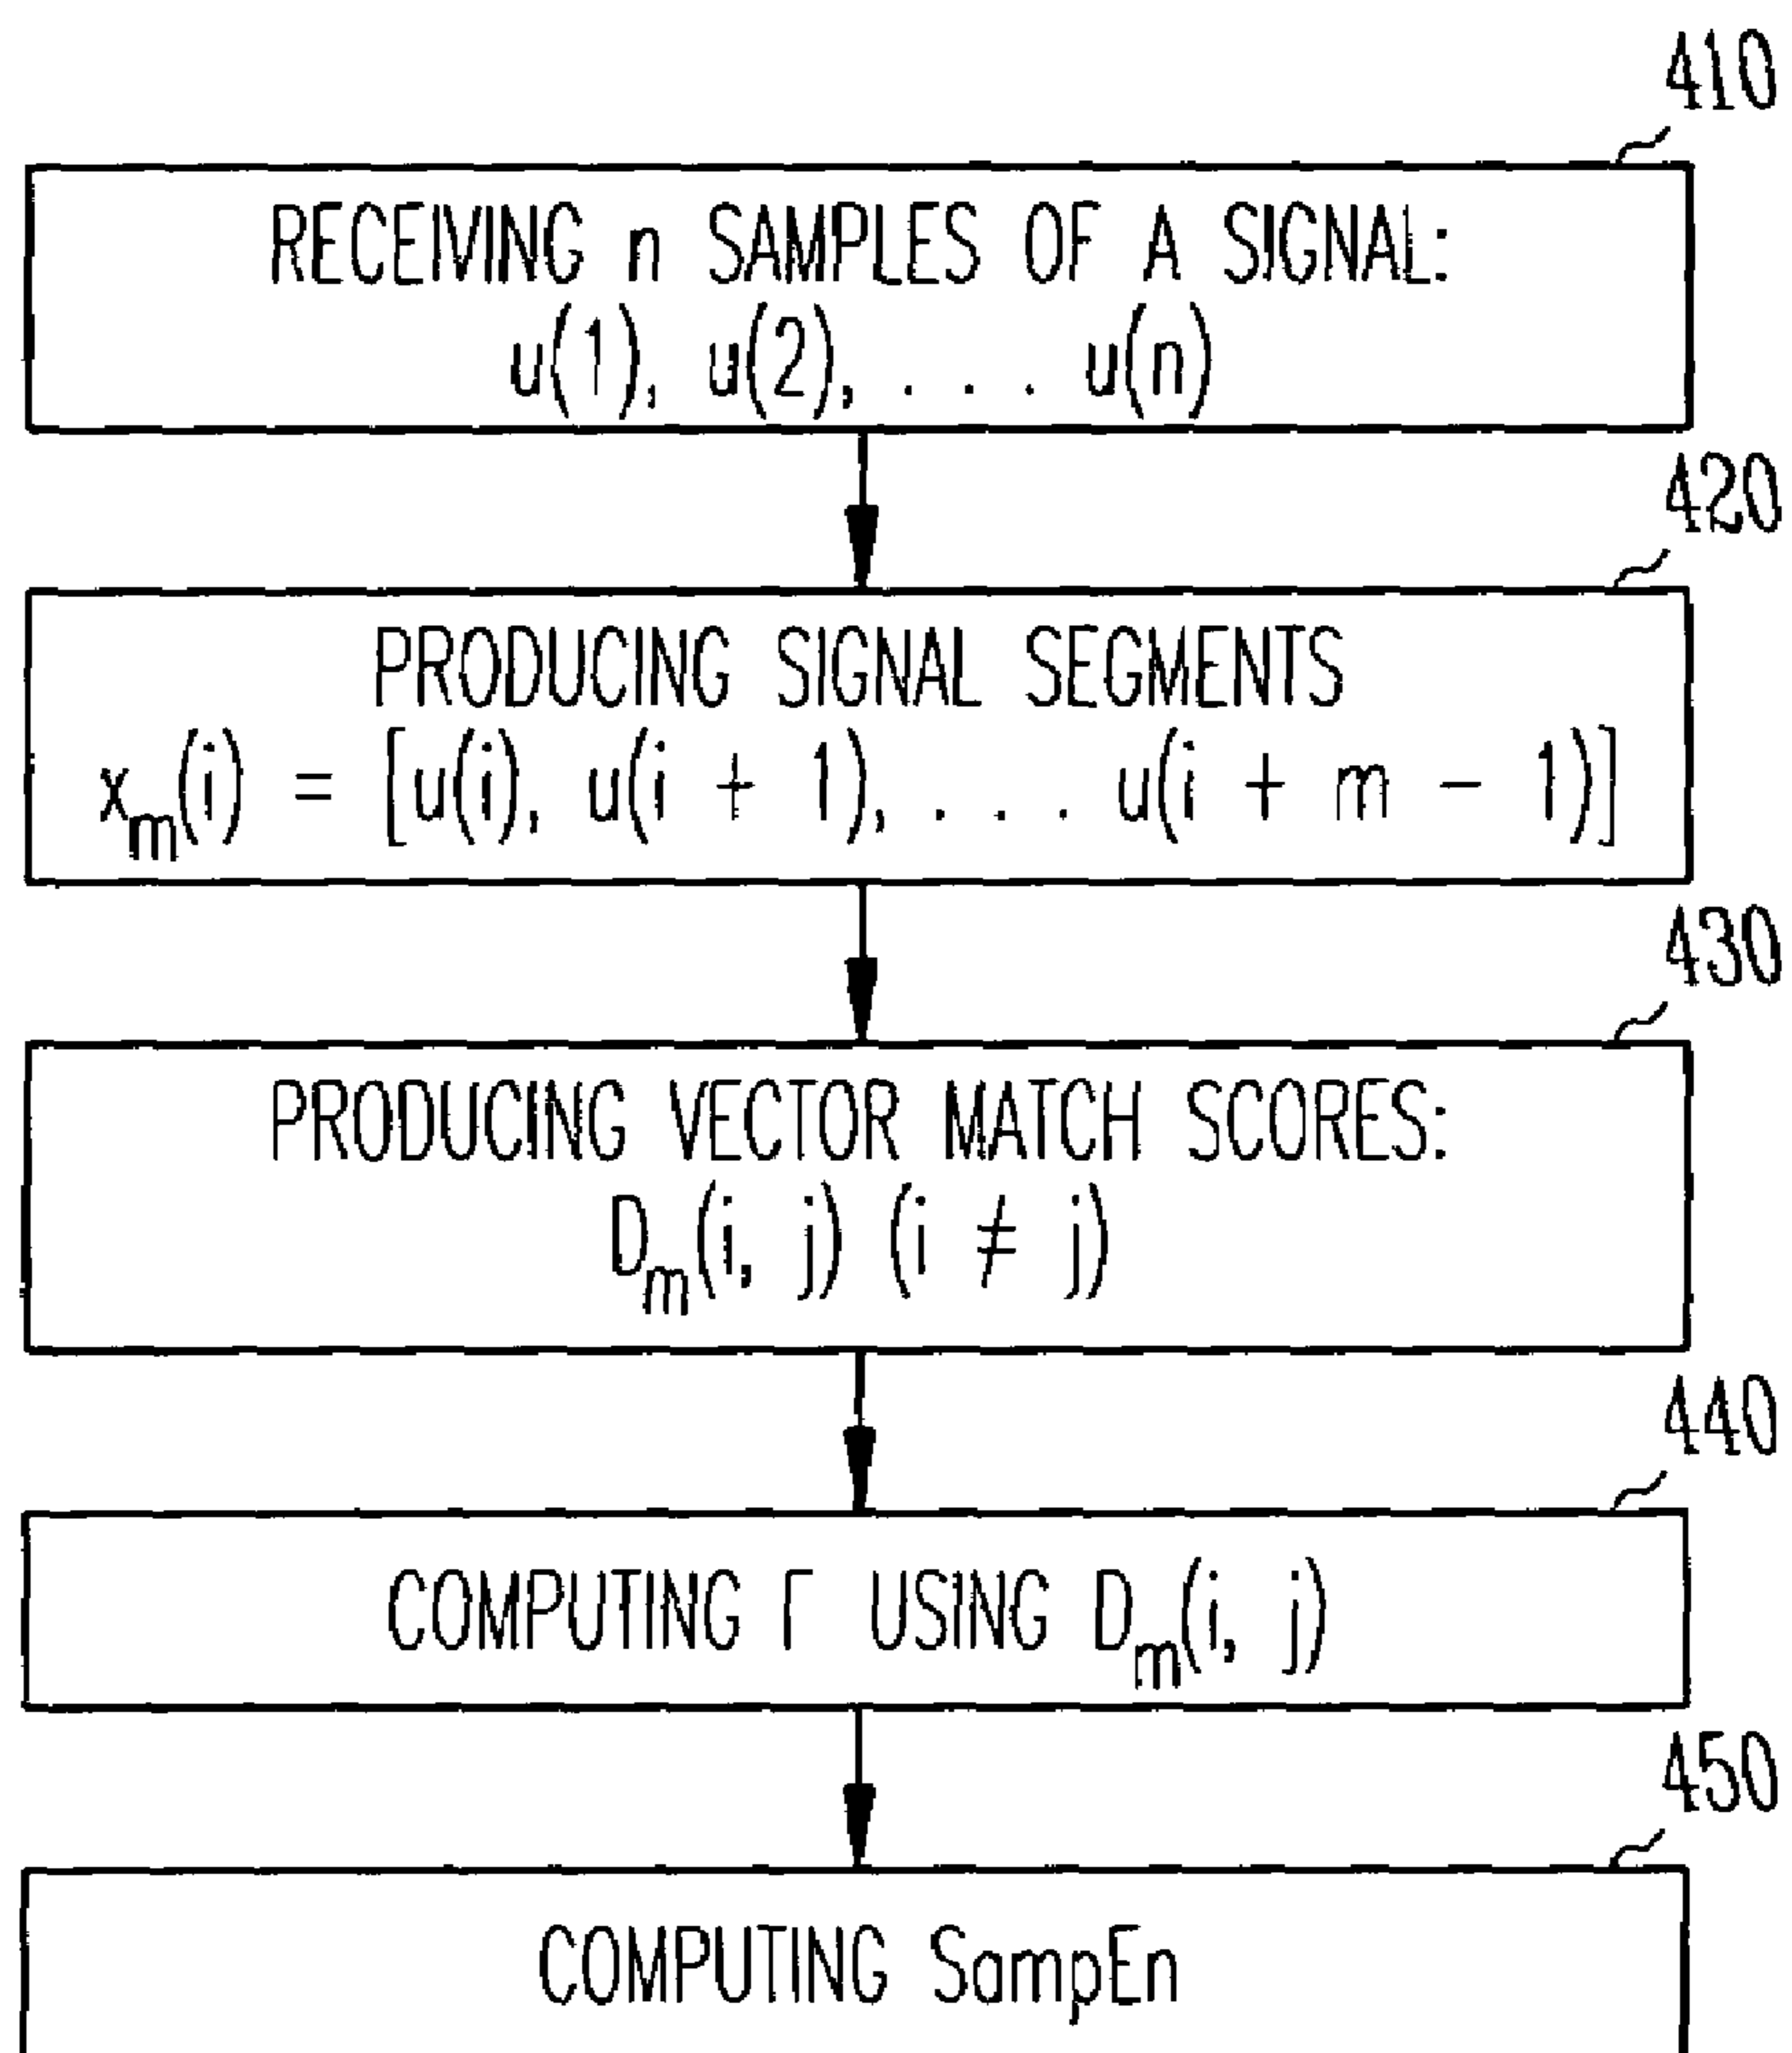 410
RECEIVING n SAMPLES OF A SIGNAL:
u(1), u(2), . . . u(n)
420
PRODUCING SIGNAL SEGMENTS
xₘ(i) = [u(i), u(i + 1), . . . u(i + m − 1)]
430
PRODUCING VECTOR MATCH SCORES:
Dₘ(i, j) (i ≠ j)
440
COMPUTING Γ USING Dₘ(i, j)
450
COMPUTING SampEn